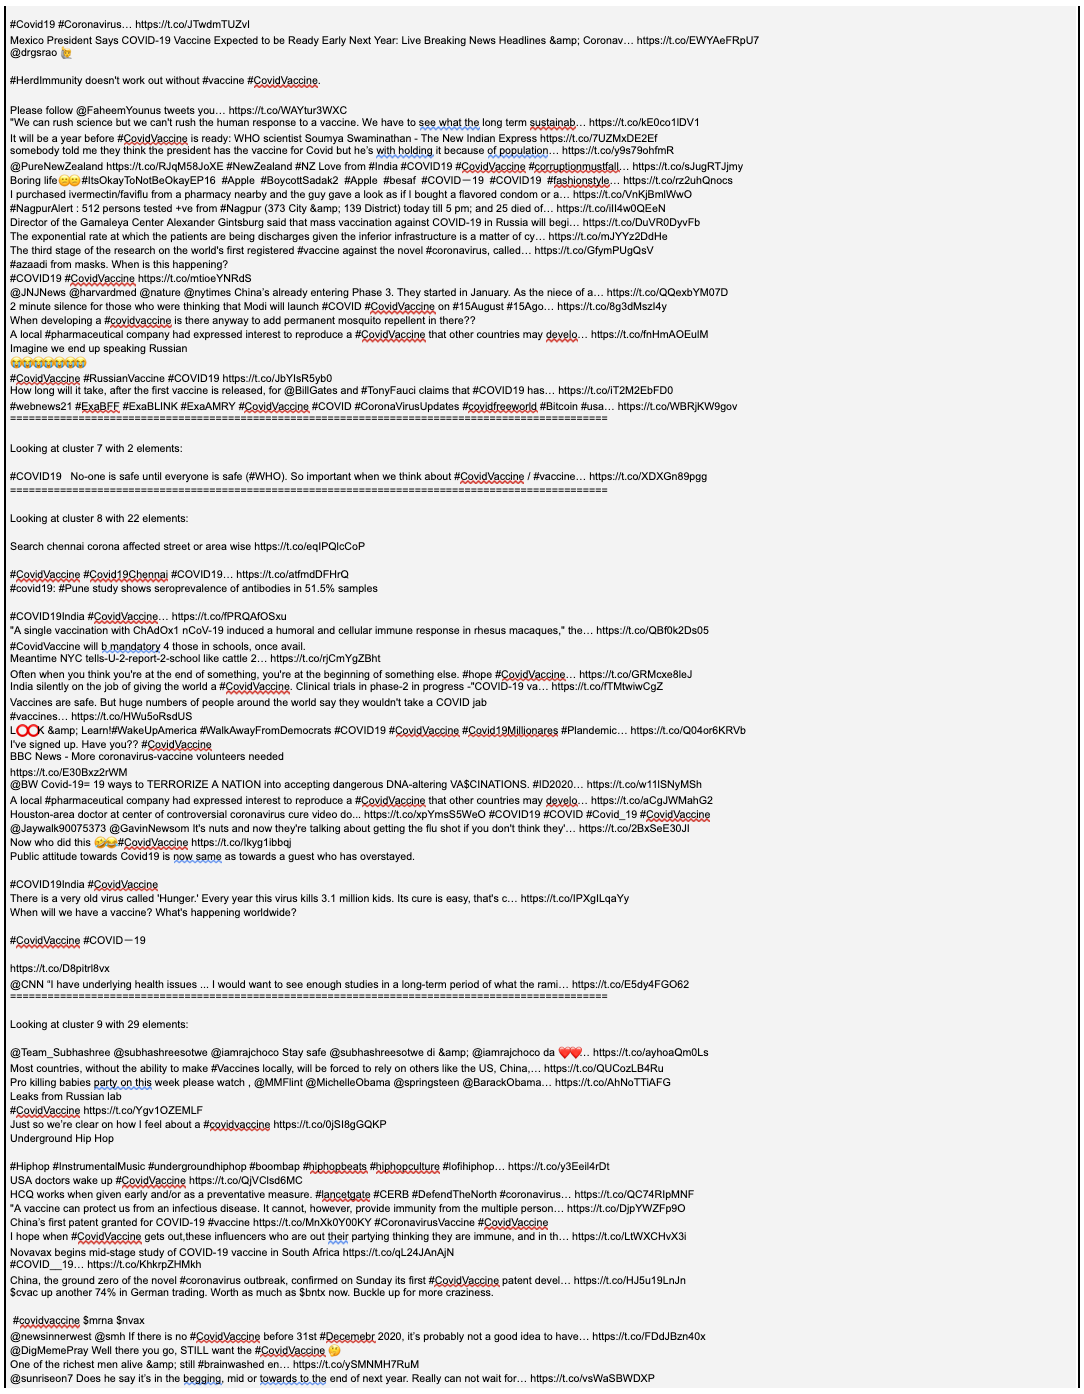 #Covid19 #Coronavirus… https://t.co/JTwdmTUZvI
Mexico President Says COVID-19 Vaccine Expected to be Ready Early Next Year: Live Breaking News Headlines &amp; Coronav… https://t.co/EWYAeFRpU7
@drgsrao 🙋
#HerdImmunity doesn't work out without #vaccine #CovidVaccine.
Please follow @FaheemYounus tweets you… https://t.co/WAYtur3WXC
"We can rush science but we can't rush the human response to a vaccine. We have to see what the long term sustainab… https://t.co/kE0co1lDV1
It will be a year before #CovidVaccine is ready: WHO scientist Soumya Swaminathan - The New Indian Express https://t.co/7UZMxDE2Ef
somebody told me they think the president has the vaccine for Covid but he's with holding it because of population… https://t.co/y9s79ohfmR
@PureNewZealand https://t.co/RJqM58JoXE #NewZealand #NZ Love from #India #COVID19 #CovidVaccine #corruptionmustfall… https://t.co/sJugRTJjmy
Boring life😕😕#ItsOkayToNotBeOkayEP16 #Apple #BoycottSadak2 #Apple #besaf #COVID－19 #COVID19 #fashionstyle… https://t.co/rz2uhQnocs
I purchased ivermectin/faviflu from a pharmacy nearby and the guy gave a look as if I bought a flavored condom or a… https://t.co/VnKjBmlWwO
#NagpurAlert : 512 persons tested +ve from #Nagpur (373 City &amp; 139 District) today till 5 pm; and 25 died of… https://t.co/iIl4w0QEeN
Director of the Gamaleya Center Alexander Gintsburg said that mass vaccination against COVID-19 in Russia will begi… https://t.co/DuVR0DyvFb
The exponential rate at which the patients are being discharges given the inferior infrastructure is a matter of cy… https://t.co/mJYYz2DdHe
The third stage of the research on the world's first registered #vaccine against the novel #coronavirus, called… https://t.co/GfymPUgQsV
#azaadi from masks. When is this happening?
#COVID19 #CovidVaccine https://t.co/mtioeYNRdS
@JNJNews @harvardmed @nature @nytimes China's already entering Phase 3. They started in January. As the niece of a… https://t.co/QQexbYM07D
2 minute silence for those who were thinking that Modi will launch #COVID #CovidVaccine on #15August #15Ago… https://t.co/8g3dMszl4y
When developing a #covidvaccine is there anyway to add permanent mosquito repellent in there??
A local #pharmaceutical company had expressed interest to reproduce a #CovidVaccine that other countries may develo… https://t.co/fnHmAOEuIM
Imagine we end up speaking Russian
😭😭😭😭😭😭😭
#CovidVaccine #RussianVaccine #COVID19 https://t.co/JbYIsR5yb0
How long will it take, after the first vaccine is released, for @BillGates and #TonyFauci claims that #COVID19 has… https://t.co/iT2M2EbFD0
#webnews21 #ExaBFF #ExaBLINK #ExaAMRY #CovidVaccine #COVID #CoronaVirusUpdates #covidfreeworld #Bitcoin #usa… https://t.co/WBRjKW9gov
====================================================================================================
Looking at cluster 7 with 2 elements:
#COVID19 No-one is safe until everyone is safe (#WHO). So important when we think about #CovidVaccine / #vaccine… https://t.co/XDXGn89pgg
====================================================================================================
Looking at cluster 8 with 22 elements:
Search chennai corona affected street or area wise https://t.co/eqIPQlcCoP
#CovidVaccine #Covid19Chennai #COVID19… https://t.co/atfmdDFHrQ
#covid19: #Pune study shows seroprevalence of antibodies in 51.5% samples
#COVID19India #CovidVaccine… https://t.co/fPRQAfOSxu
"A single vaccination with ChAdOx1 nCoV-19 induced a humoral and cellular immune response in rhesus macaques," the… https://t.co/QBf0k2Ds05
#CovidVaccine will b mandatory 4 those in schools, once avail.
Meantime NYC tells-U-2-report-2-school like cattle 2… https://t.co/rjCmYgZBht
Often when you think you're at the end of something, you're at the beginning of something else. #hope #CovidVaccine… https://t.co/GRMcxe8leJ
India silently on the job of giving the world a #CovidVaccine. Clinical trials in phase-2 in progress -"COVID-19 va… https://t.co/fTMtwiwCgZ
Vaccines are safe. But huge numbers of people around the world say they wouldn't take a COVID jab
#vaccines… https://t.co/HWu5oRsdUS
L⭕⭕K &amp; Learn!#WakeUpAmerica #WalkAwayFromDemocrats #COVID19 #CovidVaccine #Covid19Millionares #Plandemic… https://t.co/Q04or6KRVb
I've signed up. Have you?? #CovidVaccine
BBC News - More coronavirus-vaccine volunteers needed
https://t.co/E30Bxz2rWM
@BW Covid-19= 19 ways to TERRORIZE A NATION into accepting dangerous DNA-altering VA$CINATIONS. #ID2020… https://t.co/w11ISNyMSh
A local #pharmaceutical company had expressed interest to reproduce a #CovidVaccine that other countries may develo… https://t.co/aCgJWMahG2
Houston-area doctor at center of controversial coronavirus cure video do... https://t.co/xpYmsS5WeO #COVID19 #COVID #Covid_19 #CovidVaccine
@Jaywalk90075373 @GavinNewsom It's nuts and now they're talking about getting the flu shot if you don't think they'… https://t.co/2BxSeE30JI
Now who did this 🤣😂#CovidVaccine https://t.co/Ikyg1ibbqj
Public attitude towards Covid19 is now same as towards a guest who has overstayed.
#COVID19India #CovidVaccine
There is a very old virus called 'Hunger.' Every year this virus kills 3.1 million kids. Its cure is easy, that's c… https://t.co/IPXgILqaYy
When will we have a vaccine? What's happening worldwide?
#CovidVaccine #COVID－19
https://t.co/D8pitrl8vx
@CNN “I have underlying health issues ... I would want to see enough studies in a long-term period of what the rami… https://t.co/E5dy4FGO62
====================================================================================================
Looking at cluster 9 with 29 elements:
@Team_Subhashree @subhashreesotwe @iamrajchoco Stay safe @subhashreesotwe di &amp; @iamrajchoco da ❤️❤️… https://t.co/ayhoaQm0Ls
Most countries, without the ability to make #Vaccines locally, will be forced to rely on others like the US, China,… https://t.co/QUCozLB4Ru
Pro killing babies party on this week please watch , @MMFlint @MichelleObama @springsteen @BarackObama… https://t.co/AhNoTTiAFG
Leaks from Russian lab
#CovidVaccine https://t.co/Ygv1OZEMLF
Just so we're clear on how I feel about a #covidvaccine https://t.co/0jSI8gGQKP
Underground Hip Hop
#Hiphop #InstrumentalMusic #undergroundhiphop #boombap #hiphopbeats #hiphopculture #lofihiphop… https://t.co/y3Eeil4rDt
USA doctors wake up #CovidVaccine https://t.co/QjVClsd6MC
HCQ works when given early and/or as a preventative measure. #lancetgate #CERB #DefendTheNorth #coronavirus… https://t.co/QC74RIpMNF
"A vaccine can protect us from an infectious disease. It cannot, however, provide immunity from the multiple person… https://t.co/DjpYWZFp9O
China's first patent granted for COVID-19 #vaccine https://t.co/MnXk0Y00KY #CoronavirusVaccine #CovidVaccine
I hope when #CovidVaccine gets out,these influencers who are out their partying thinking they are immune, and in th… https://t.co/LtWXCHvX3i
Novavax begins mid-stage study of COVID-19 vaccine in South Africa https://t.co/qL24JAnAjN
#COVID__19… https://t.co/KhkrpZHMkh
China, the ground zero of the novel #coronavirus outbreak, confirmed on Sunday its first #CovidVaccine patent devel… https://t.co/HJ5u19LnJn
$cvac up another 74% in German trading. Worth as much as $bntx now. Buckle up for more craziness.
#covidvaccine $mrna $nvax
@newsinnerwest @smh If there is no #CovidVaccine before 31st #Decemebr 2020, it's probably not a good idea to have… https://t.co/FDdJBzn40x
@DigMemePray Well there you go, STILL want the #CovidVaccine 🤔
One of the richest men alive &amp; still #brainwashed en… https://t.co/ySMNMH7RuM
@sunriseon7 Does he say it's in the begging, mid or towards to the end of next year. Really can not wait for… https://t.co/vsWaSBWDXP